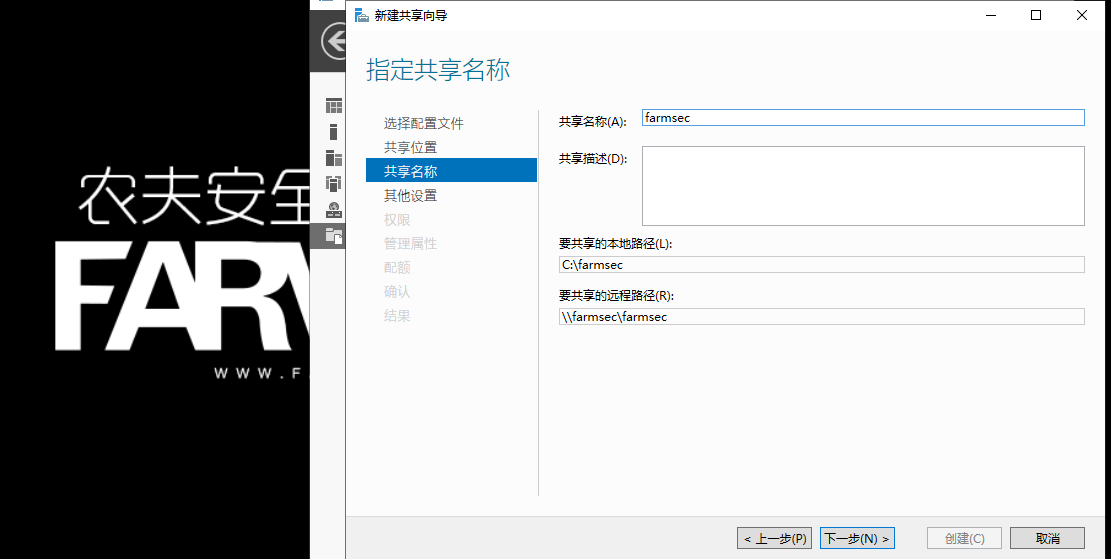 新建共享向导
指定共享名称
选择配置文件
共享位置
共享名称
其他设置
权限
管理属性
配额
确认
结果
共享名称(A):
farmsec
共享描述(D):
要共享的本地路径(L):
C:\farmsec
要共享的远程路径(R):
\\farmsec\farmsec
< 上一步(P)
下一步(N) >
创建(C)
取消
农夫安全
FAR
WWW.F